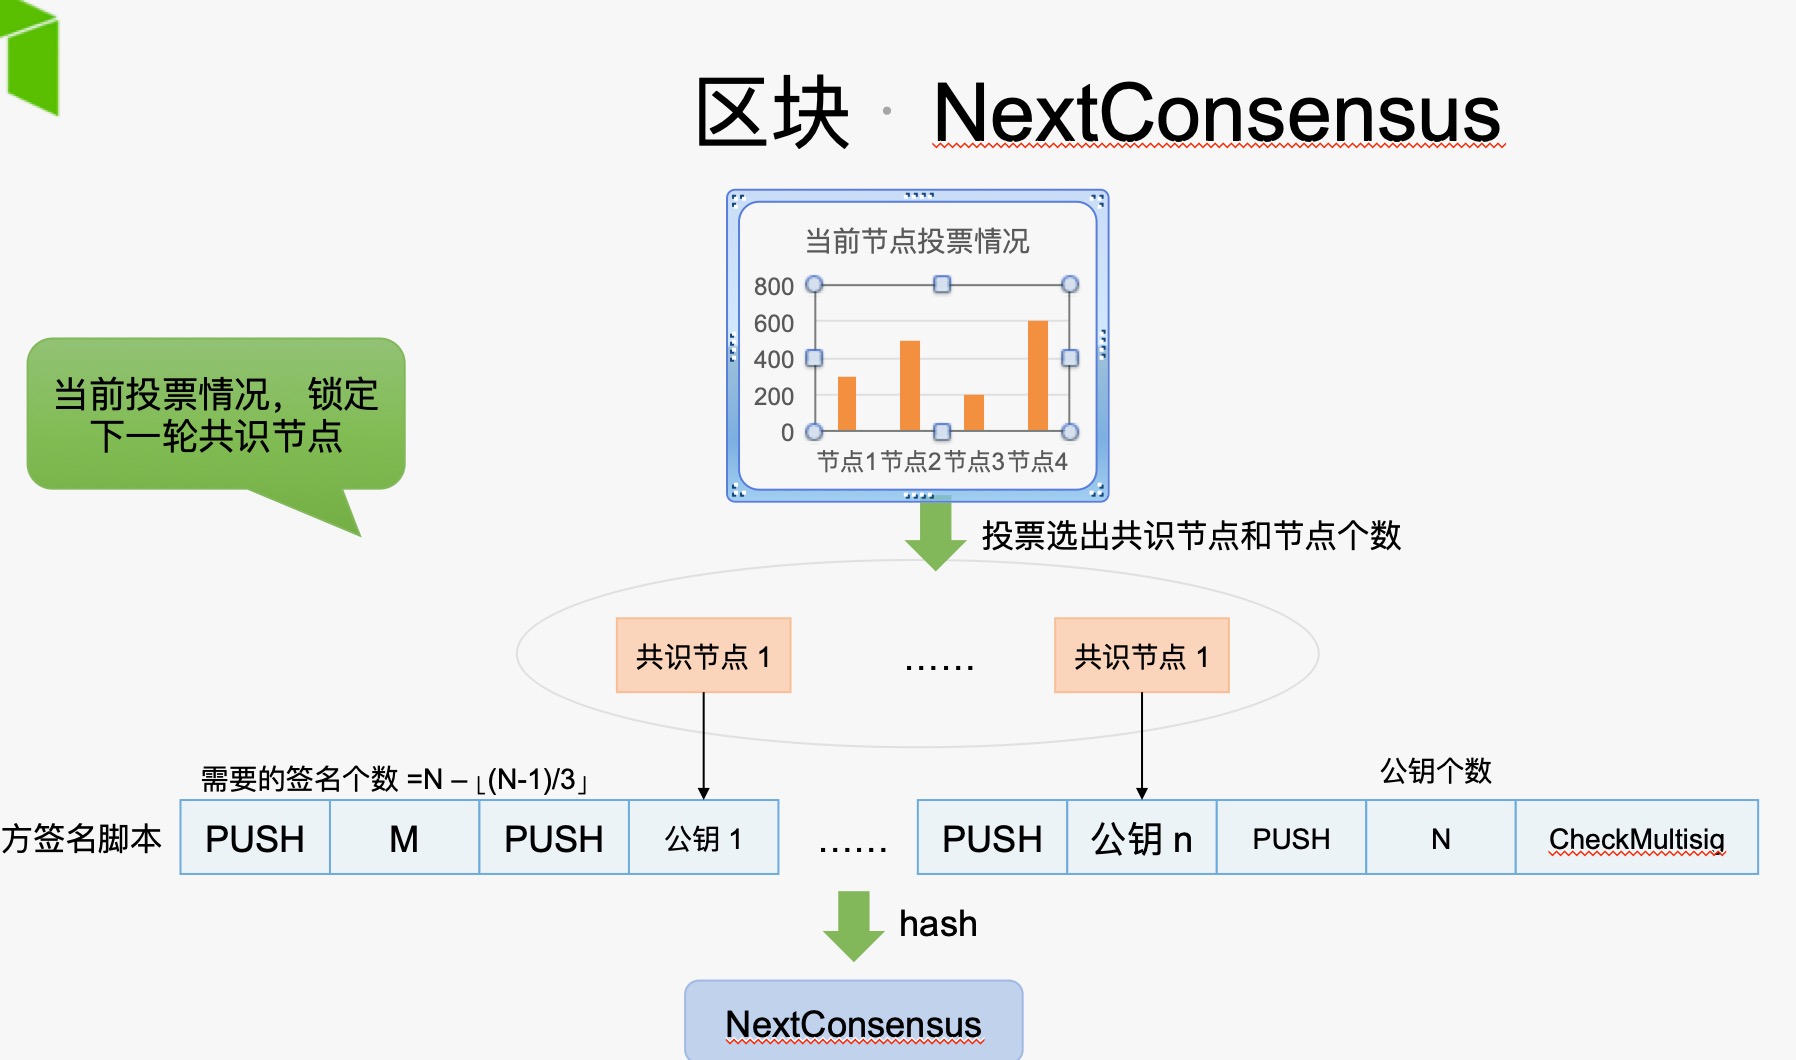 区块 · NextConsensus
当前节点投票情况
800
600
400
200
0
节点1 节点2 节点3 节点4
当前投票情况，锁定
下一轮共识节点
投票选出共识节点和节点个数
共识节点 1 …… 共识节点 1
需要的签名个数 =N – ⌊(N-1)/3⌋
公钥个数
方签名脚本 PUSH M PUSH 公钥 1 …… PUSH 公钥 n PUSH N CheckMultisig
hash
NextConsensus